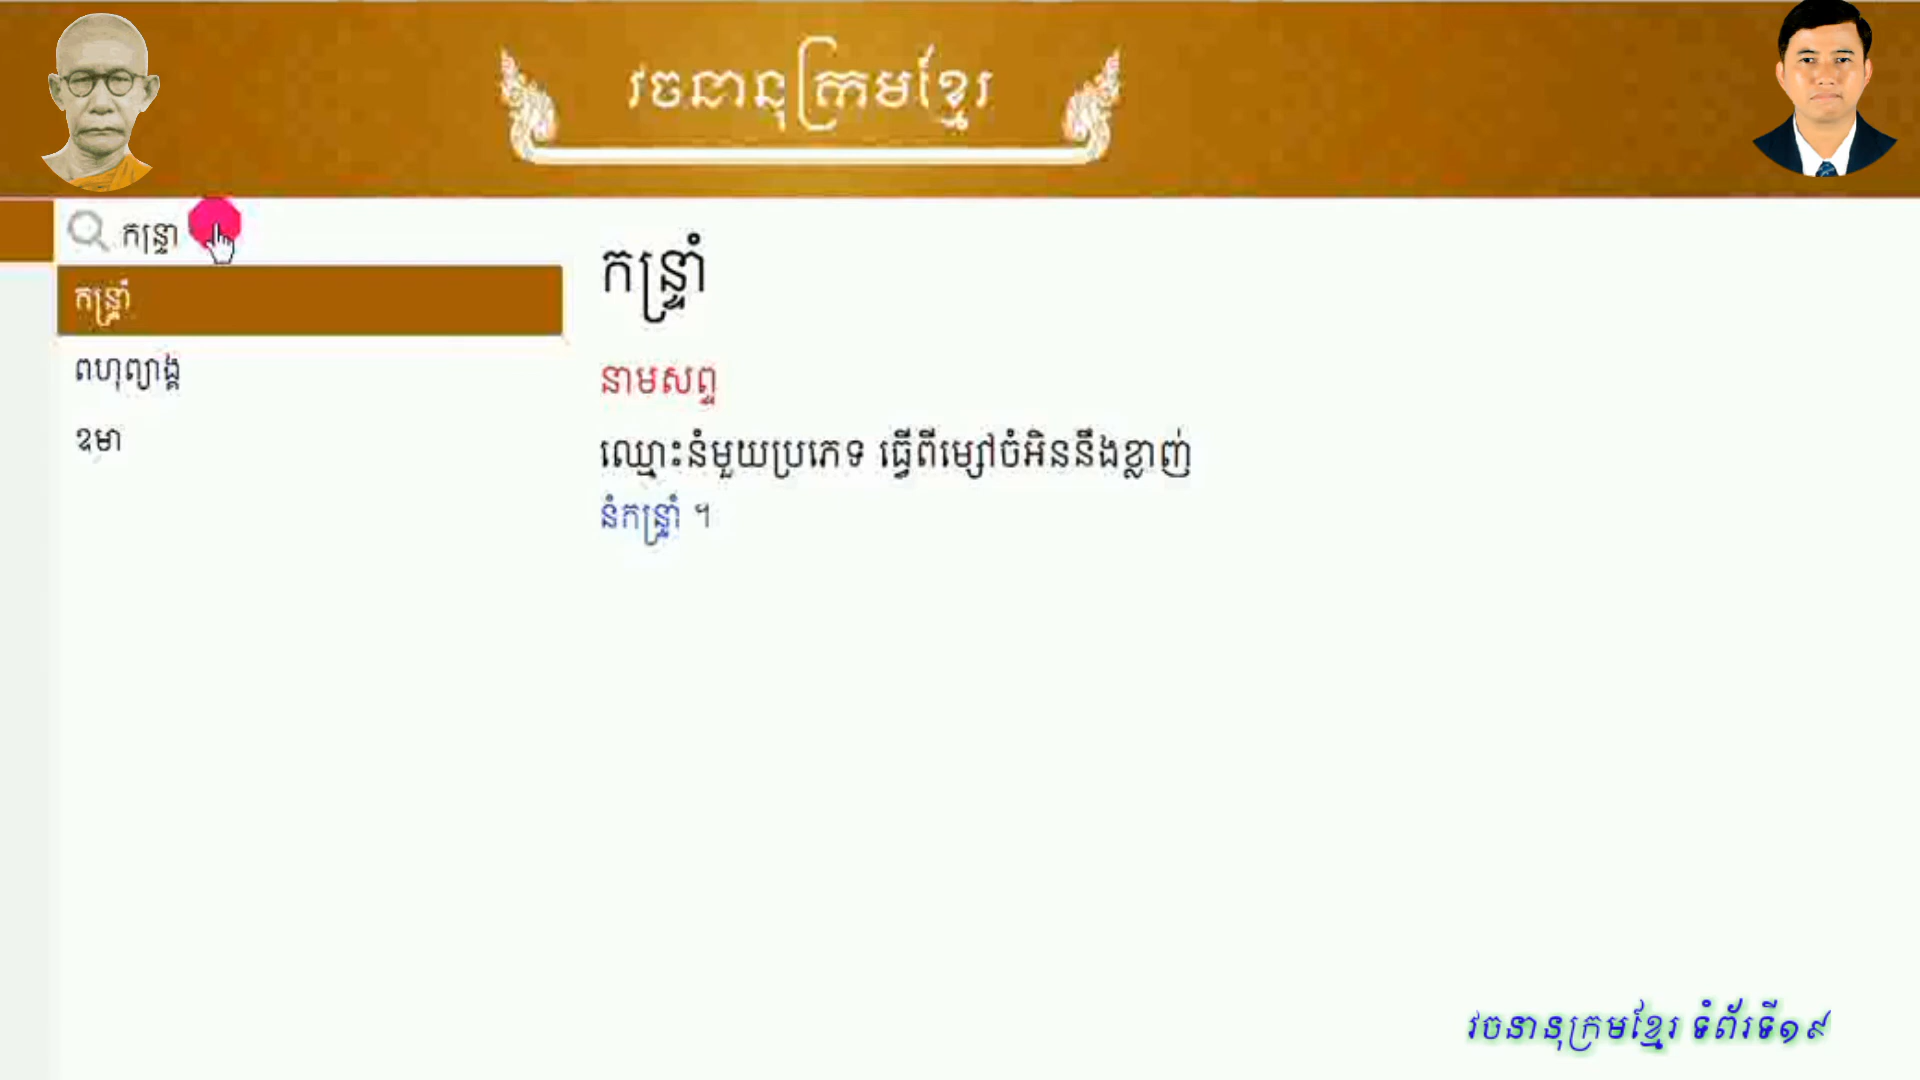 វចនានុក្រមខ្មែរ
កន្ទ្រា
កន្ទ្រាំ
ពហុព្យាង្គ
ឧមា
កន្ទ្រាំ
នាមសព្ទ
ឈ្មោះនំមួយប្រភេទ ធ្វើពីម្សៅចំអិននឹងខ្លាញ់
នំកន្ទ្រាំ ។
វចនានុក្រមខ្មែរ ទំព័រទី១៩